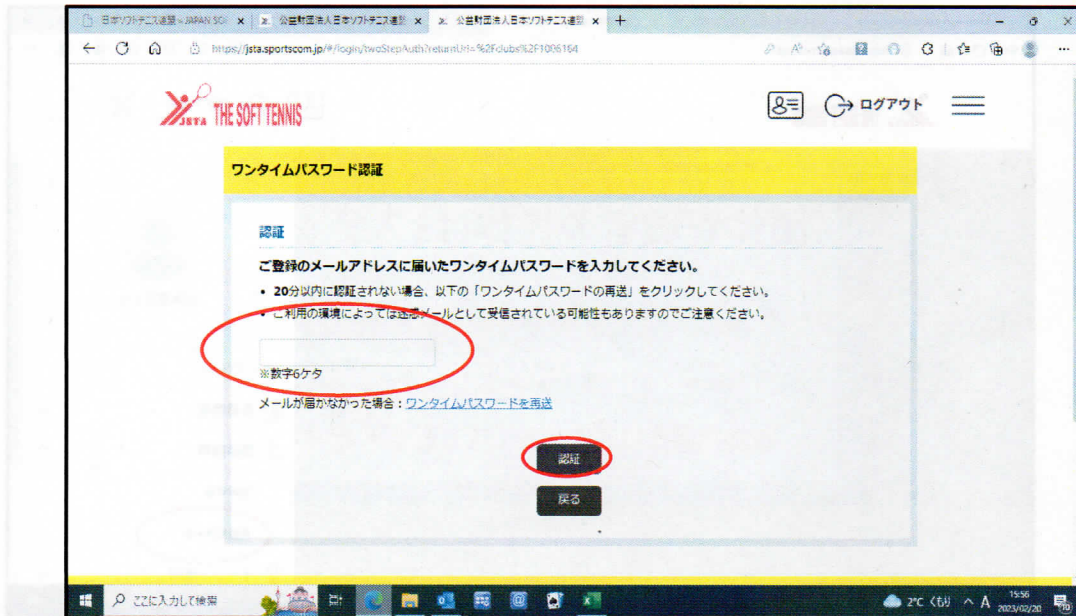 日本ソフトテニス連盟 - JAPAN SO
公益財団法人日本ソフトテニス連盟
公益財団法人日本ソフトテニス連盟
https://jsta.sportscom.jp/#/login/twoStepAuth?returnUrl=%2Fclubs%2F1006164
JSTA THE SOFT TENNIS
ログアウト
ワンタイムパスワード認証
認証
ご登録のメールアドレスに届いたワンタイムパスワードを入力してください。
• 20分以内に認証されない場合、以下の「ワンタイムパスワードの再送」をクリックしてください。
• ご利用の環境によっては迷惑メールとして受信されている可能性もありますのでご注意ください。
※数字6ケタ
メールが届かなかった場合：ワンタイムパスワードを再送
認証
戻る
ここに入力して検索
2°C くもり
A
15:56
2023/02/20